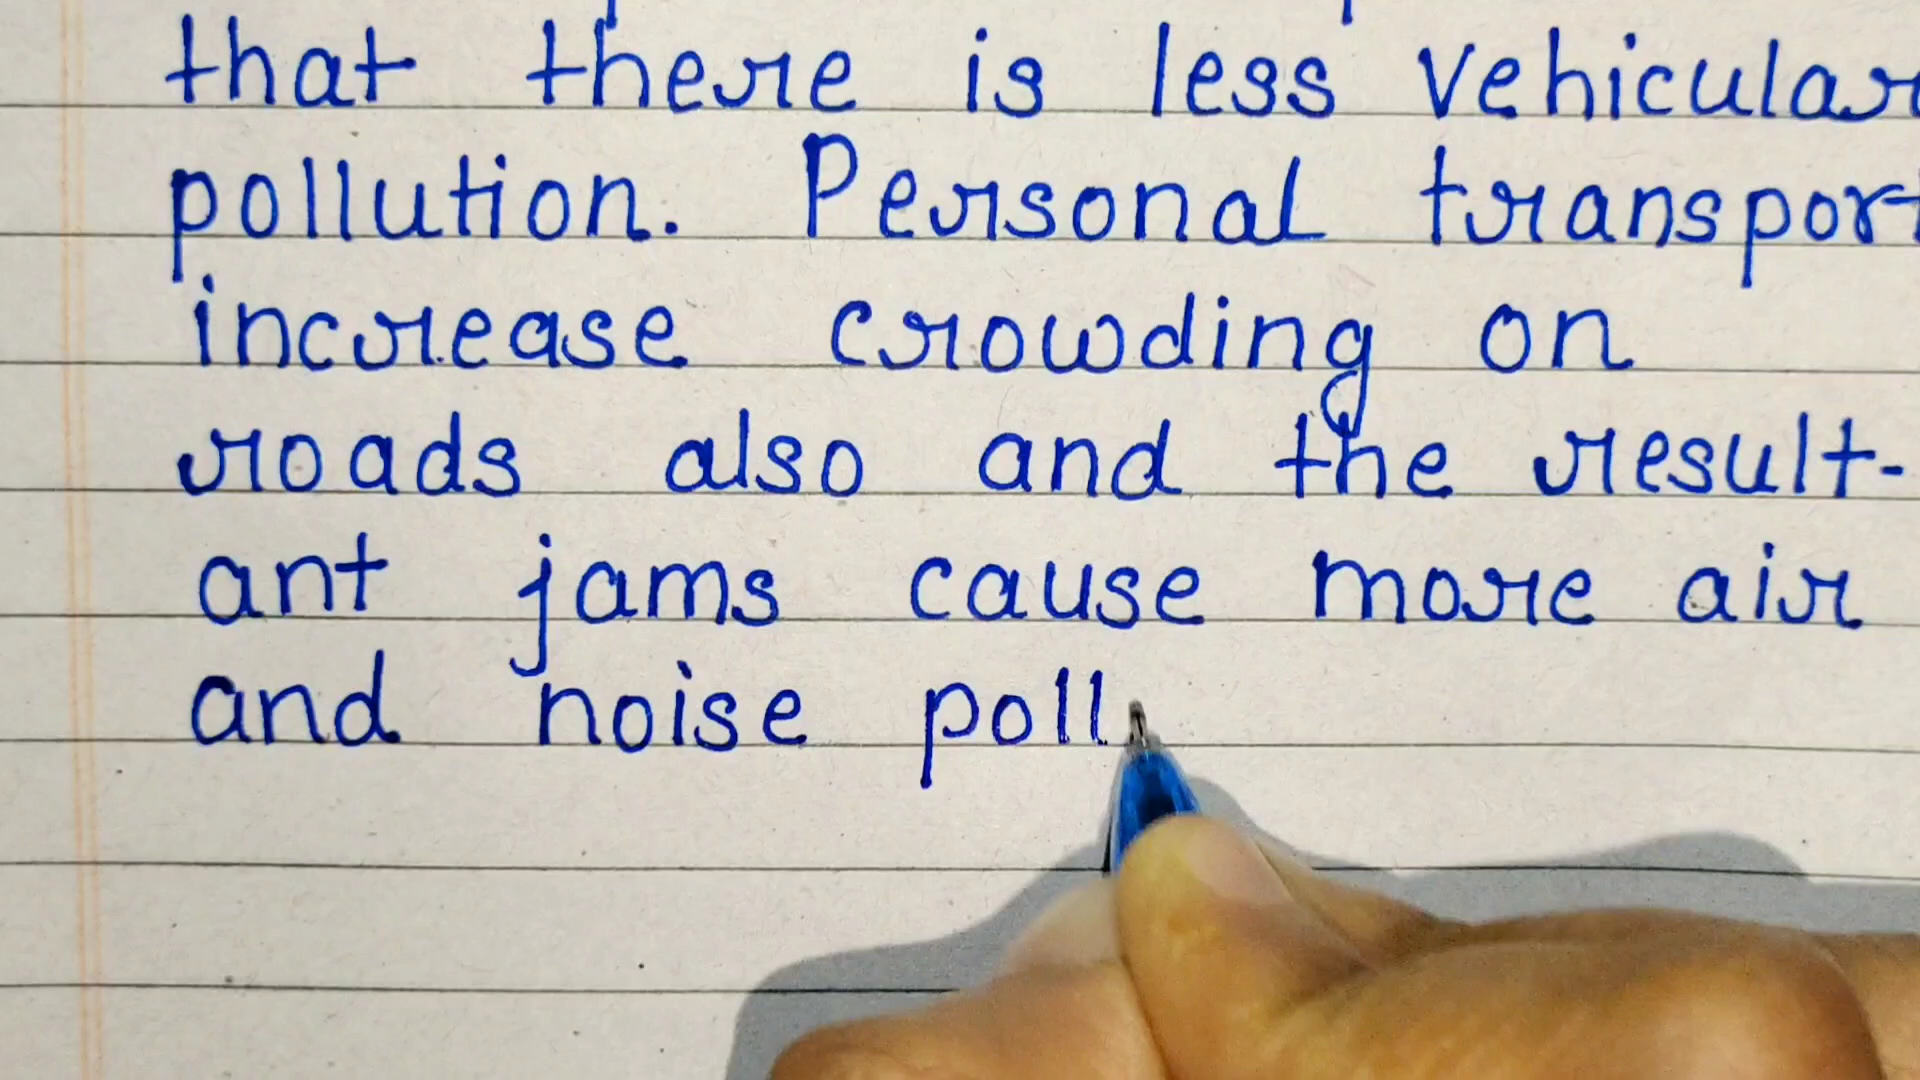 that there is less vehicular
pollution. Personal transport
increase crowding on
roads also and the result-
ant jams cause more air
and noise poll